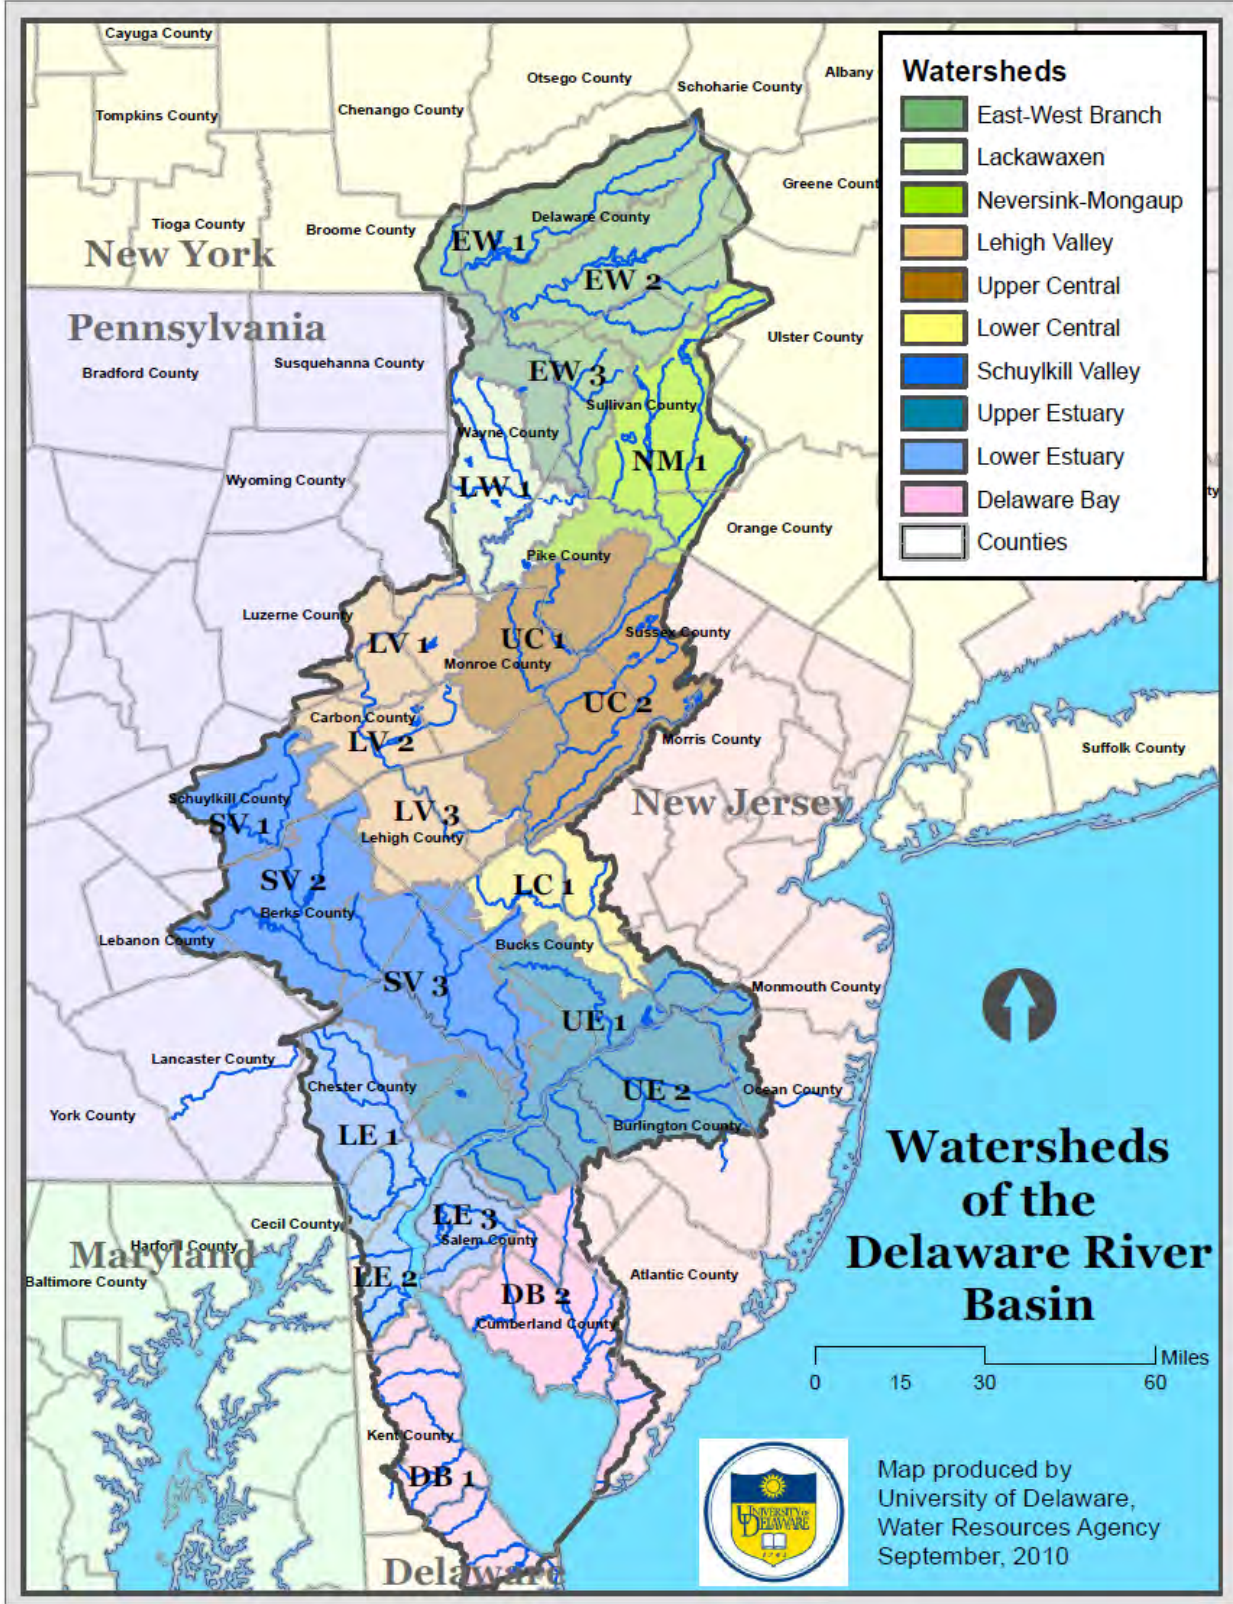 Cayuga County
Otsego County
Schoharie County
Albany
Tompkins County
Chenango County
Greene Count
Tioga County
Broome County
Delaware County
New York
EW 1
EW 2
Pennsylvania
Ulster County
Susquehanna County
Bradford County
EW 3
Sullivan County
Wayne County
NM 1
Wyoming County
LW 1
Orange County
Pike County
Luzerne County
LV 1
UC 1
Sussex County
Monroe County
UC 2
Carbon County
LV 2
Morris County
Suffolk County
Schuylkill County
SV 1
LV 3
New Jersey
Lehigh County
SV 2
LC 1
Berks County
Lebanon County
Bucks County
SV 3
Monmouth County
UE 1
Lancaster County
Chester County
UE 2
Ocean County
York County
Burlington County
LE 1
LE 3
Cecil County
Salem County
Harford County
Maryland
Baltimore County
LE 2
DB 2
Atlantic County
Cumberland County
Kent County
DB 1
Delaware
Watersheds
East-West Branch
Lackawaxen
Neversink-Mongaup
Lehigh Valley
Upper Central
Lower Central
Schuylkill Valley
Upper Estuary
Lower Estuary
Delaware Bay
Counties
ty
Watersheds
of the
Delaware River
Basin
Miles
0 15 30 60
UNIVERSITY OF
DELAWARE
1743
Map produced by
University of Delaware,
Water Resources Agency
September, 2010